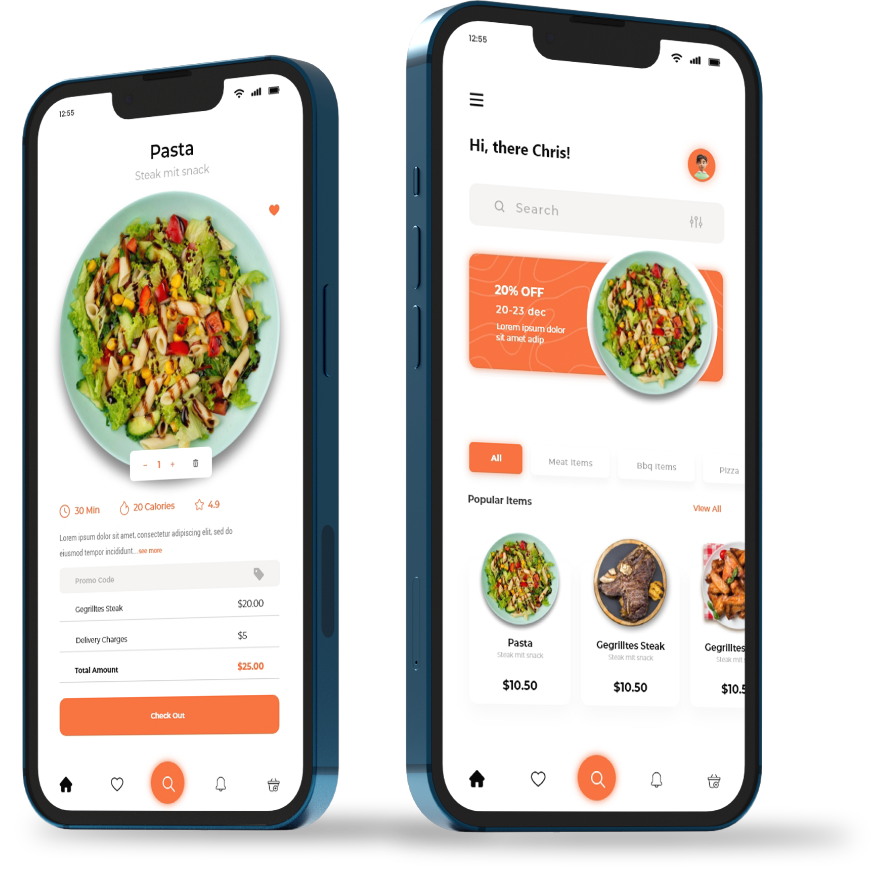 12:55
Pasta
Steak mit snack
- 1 +
30 Min
20 Calories
4.9
Lorem ipsum dolor sit amet, consectetur adipiscing elit, sed do
eiusmod tempor incididunt... see more
Promo Code
Gegrilltes Steak $20.00
Delivery Charges $5
Total Amount $25.00
Check Out
12:55
Hi, there Chris!
Search
20% OFF
20-23 dec
Lorem ipsum dolor
sit amet adip
All
Meat Items
Bbq Items
Pizza
Popular Items
View All
Pasta
Steak mit snack
$10.50
Gegrilltes Steak
Steak mit snack
$10.50
Gegrilltes
Steak mit
$10.5